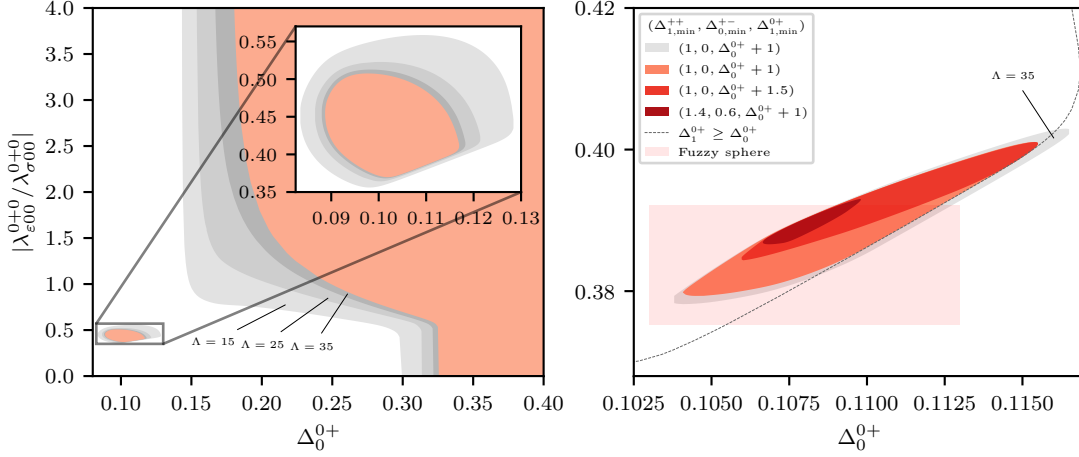 4.0
3.5
3.0
2.5
2.0
1.5
1.0
0.5
0.0
|λ^{0+0}_{ε00}/λ^{0+0}_{σ00}|
0.10
0.15
0.20
0.25
0.30
0.35
0.40
Δ^{0+}_0
0.55
0.50
0.45
0.40
0.35
0.09
0.10
0.11
0.12
0.13
Λ = 15
Λ = 25
Λ = 35
0.42
0.40
0.38
0.1025
0.1050
0.1075
0.1100
0.1125
0.1150
Δ^{0+}_0
(Δ^{++}_{1,min}, Δ^{+−}_{0,min}, Δ^{0+}_{1,min})
(1, 0, Δ^{0+}_0 + 1)
(1, 0, Δ^{0+}_0 + 1)
(1, 0, Δ^{0+}_0 + 1.5)
(1.4, 0.6, Δ^{0+}_0 + 1)
Δ^{0+}_1 ≥ Δ^{0+}_0
Fuzzy sphere
Λ = 35